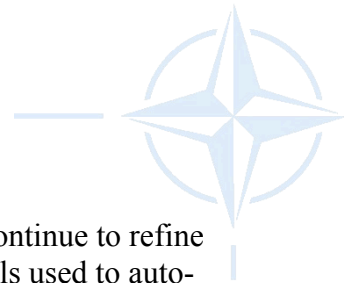 ontinue to refine
ls used to auto-